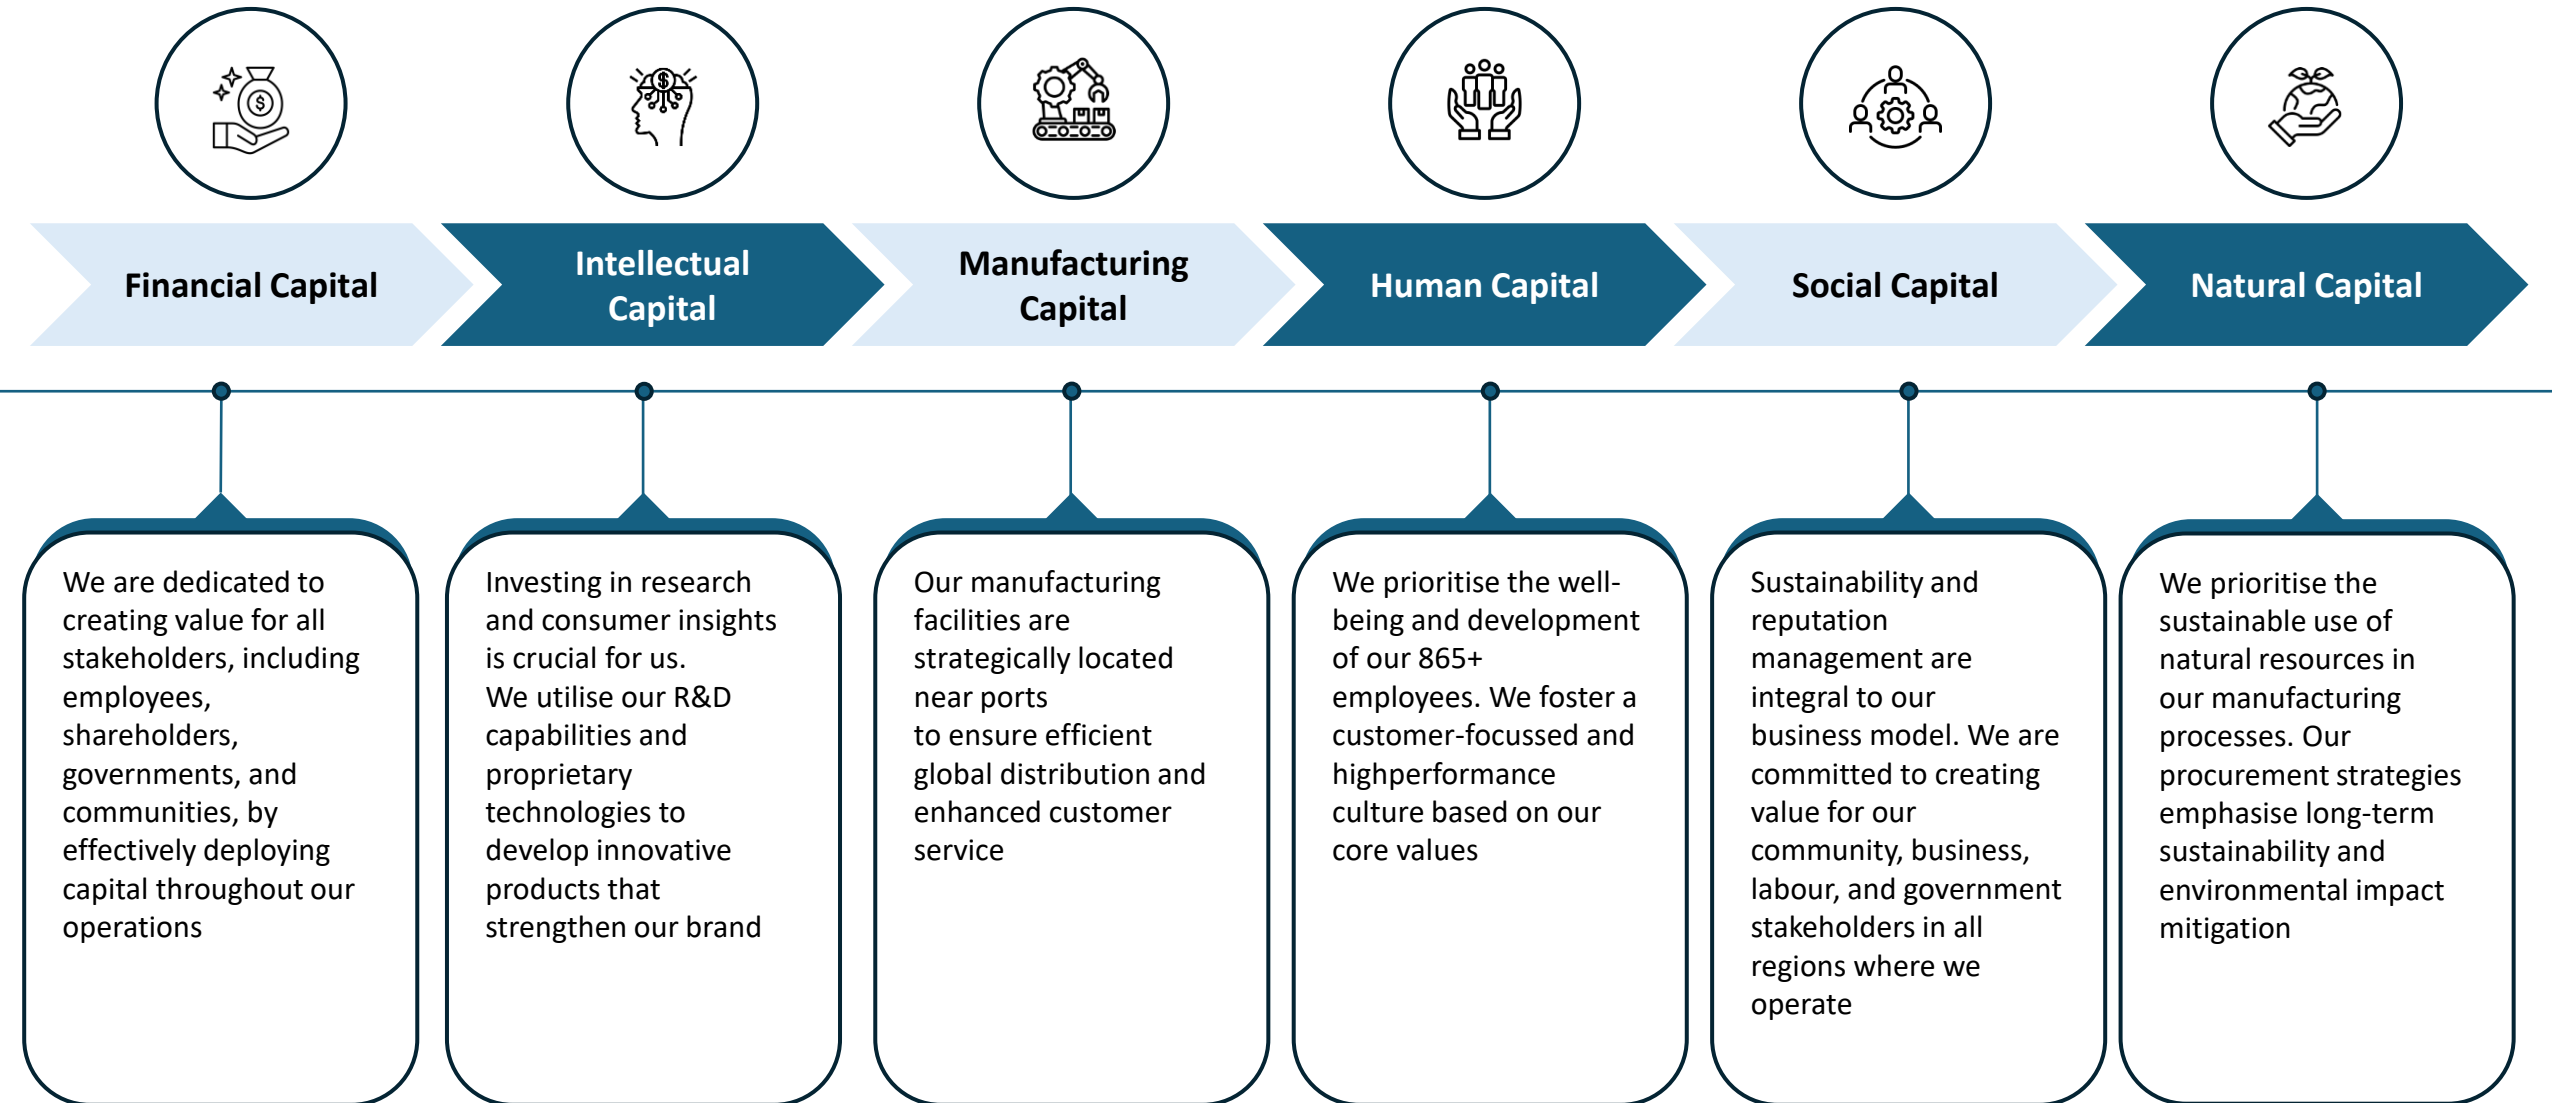 Financial Capital
Intellectual
Capital
Manufacturing
Capital
Human Capital
Social Capital
Natural Capital
We are dedicated to
creating value for all
stakeholders, including
employees,
shareholders,
governments, and
communities, by
effectively deploying
capital throughout our
operations
Investing in research
and consumer insights
is crucial for us.
We utilise our R&D
capabilities and
proprietary
technologies to
develop innovative
products that
strengthen our brand
Our manufacturing
facilities are
strategically located
near ports
to ensure efficient
global distribution and
enhanced customer
service
We prioritise the well-
being and development
of our 865+
employees. We foster a
customer-focussed and
highperformance
culture based on our
core values
Sustainability and
reputation
management are
integral to our
business model. We are
committed to creating
value for our
community, business,
labour, and government
stakeholders in all
regions where we
operate
We prioritise the
sustainable use of
natural resources in
our manufacturing
processes. Our
procurement strategies
emphasise long-term
sustainability and
environmental impact
mitigation